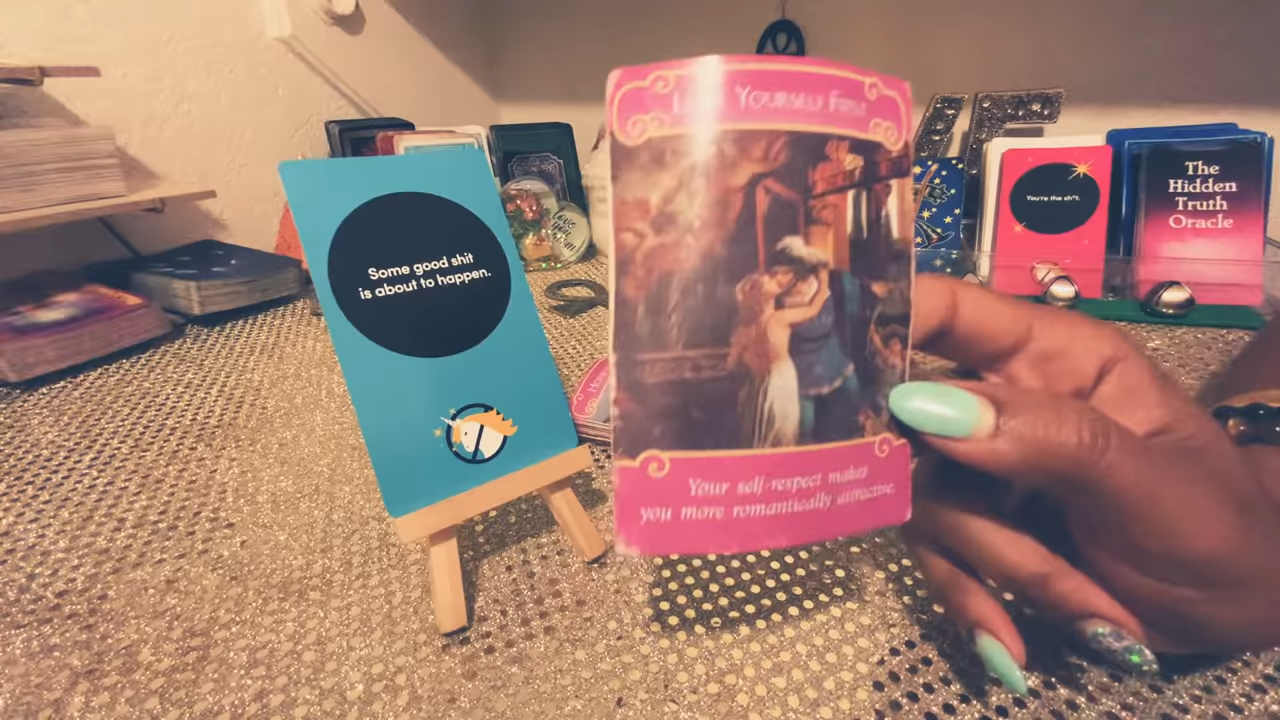 Some good shit
is about to happen.
Yourself First
Your self-respect makes
you more romantically attractive.
You're the sh*t.
The
Hidden
Truth
Oracle